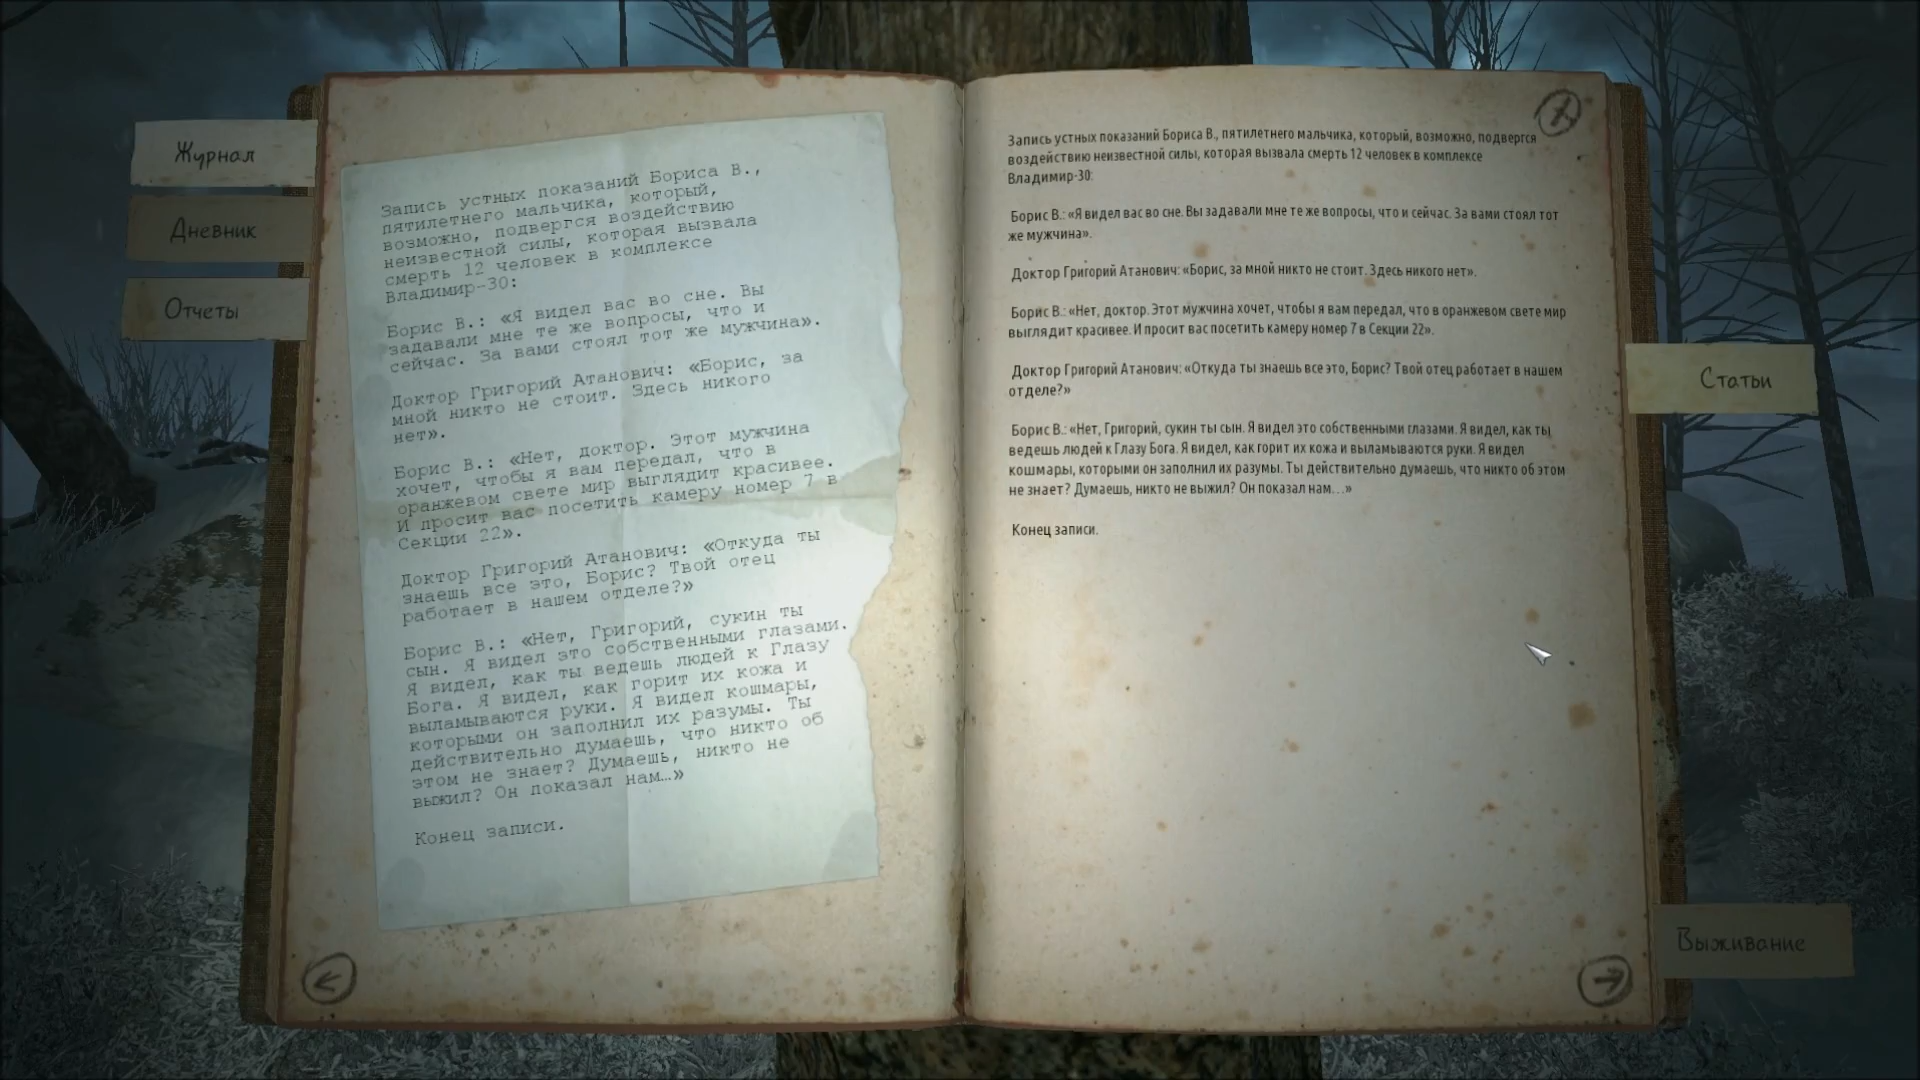 Журнал
Дневник
Отчеты
Запись устных показаний Бориса В.,
пятилетнего мальчика, который,
возможно, подвергся воздействию
неизвестной силы, которая вызвала
смерть 12 человек в комплексе
Владимир-30:
Борис В.: «Я видел вас во сне. Вы
задавали мне те же вопросы, что и
сейчас. За вами стоял тот же мужчина».
Доктор Григорий Атанович: «Борис, за
мной никто не стоит. Здесь никого
нет».
Борис В.: «Нет, доктор. Этот мужчина
хочет, чтобы я вам передал, что в
оранжевом свете мир выглядит красивее.
И просит вас посетить камеру номер 7 в
Секции 22».
Доктор Григорий Атанович: «Откуда ты
знаешь все это, Борис? Твой отец
работает в нашем отделе?»
Борис В.: «Нет, Григорий, сукин ты
сын. Я видел это собственными глазами.
Я видел, как ты ведешь людей к Глазу
Бога. Я видел, как горит их кожа и
выламываются руки. Я видел кошмары,
которыми он заполнил их разумы. Ты
действительно думаешь, что никто об
этом не знает? Думаешь, никто не
выжил? Он показал нам…»
Конец записи.
Запись устных показаний Бориса В., пятилетнего мальчика, который, возможно, подвергся
воздействию неизвестной силы, которая вызвала смерть 12 человек в комплексе
Владимир-30:
Борис В.: «Я видел вас во сне. Вы задавали мне те же вопросы, что и сейчас. За вами стоял тот
же мужчина».
Доктор Григорий Атанович: «Борис, за мной никто не стоит. Здесь никого нет».
Борис В.: «Нет, доктор. Этот мужчина хочет, чтобы я вам передал, что в оранжевом свете мир
выглядит красивее. И просит вас посетить камеру номер 7 в Секции 22».
Доктор Григорий Атанович: «Откуда ты знаешь все это, Борис? Твой отец работает в нашем
отделе?»
Борис В.: «Нет, Григорий, сукин ты сын. Я видел это собственными глазами. Я видел, как ты
ведешь людей к Глазу Бога. Я видел, как горит их кожа и выламываются руки. Я видел
кошмары, которыми он заполнил их разумы. Ты действительно думаешь, что никто об этом
не знает? Думаешь, никто не выжил? Он показал нам…»
Конец записи.
Статьи
Выживание